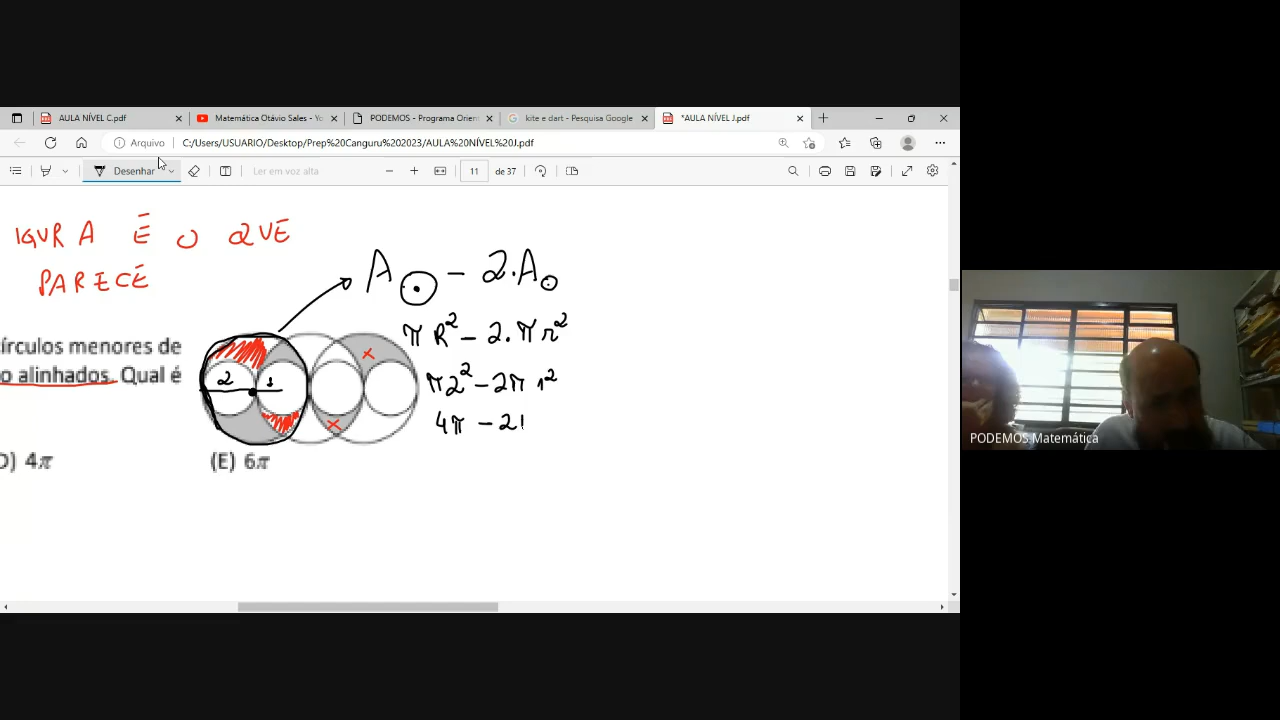 AULA NÍVEL C.pdf
Matemática Otávio Sales - Yo
PODEMOS - Programa Orien
kite e dart - Pesquisa Google
*AULA NÍVEL J.pdf
Arquivo
C:/Users/USUARIO/Desktop/Prep%20Canguru%202023/AULA%20NÍVEL%20J.pdf
Desenhar
Ler em voz alta
11
de 37
IGURA É O QUE
PARECE
A⊙ - 2.A⊙
πR² - 2.πr²
π2² - 2π1²
4π - 2
írculos menores de
o alinhados. Qual é
2
1
x
x
) 4π
(E) 6π
PODEMOS Matemática